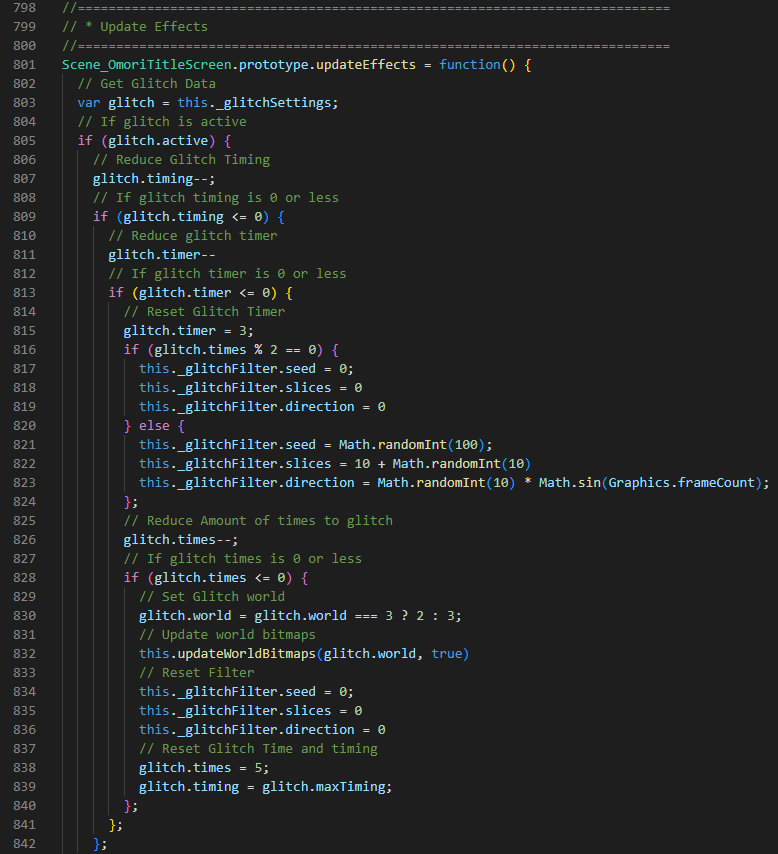 798 //=============================================================================
799 // * Update Effects
800 //=============================================================================
801 Scene_OmoriTitleScreen.prototype.updateEffects = function() {
802   // Get Glitch Data
803   var glitch = this._glitchSettings;
804   // If glitch is active
805   if (glitch.active) {
806     // Reduce Glitch Timing
807     glitch.timing--;
808     // If glitch timing is 0 or less
809     if (glitch.timing <= 0) {
810       // Reduce glitch timer
811       glitch.timer--
812       // If glitch timer is 0 or less
813       if (glitch.timer <= 0) {
814         // Reset Glitch Timer
815         glitch.timer = 3;
816         if (glitch.times % 2 == 0) {
817           this._glitchFilter.seed = 0;
818           this._glitchFilter.slices = 0
819           this._glitchFilter.direction = 0
820         } else {
821           this._glitchFilter.seed = Math.randomInt(100);
822           this._glitchFilter.slices = 10 + Math.randomInt(10)
823           this._glitchFilter.direction = Math.randomInt(10) * Math.sin(Graphics.frameCount);
824         };
825         // Reduce Amount of times to glitch
826         glitch.times--;
827         // If glitch times is 0 or less
828         if (glitch.times <= 0) {
829           // Set Glitch world
830           glitch.world = glitch.world === 3 ? 2 : 3;
831           // Update world bitmaps
832           this.updateWorldBitmaps(glitch.world, true)
833           // Reset Filter
834           this._glitchFilter.seed = 0;
835           this._glitchFilter.slices = 0
836           this._glitchFilter.direction = 0
837           // Reset Glitch Time and timing
838           glitch.times = 5;
839           glitch.timing = glitch.maxTiming;
840         };
841       };
842     };